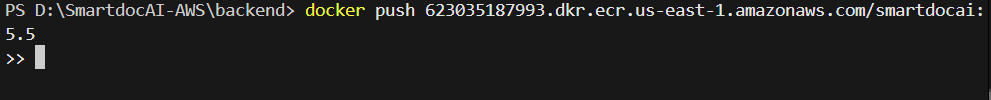 PS D:\SmartdocAI-AWS\backend> docker push 623035187993.dkr.ecr.us-east-1.amazonaws.com/smartdocai:
5.5
>>